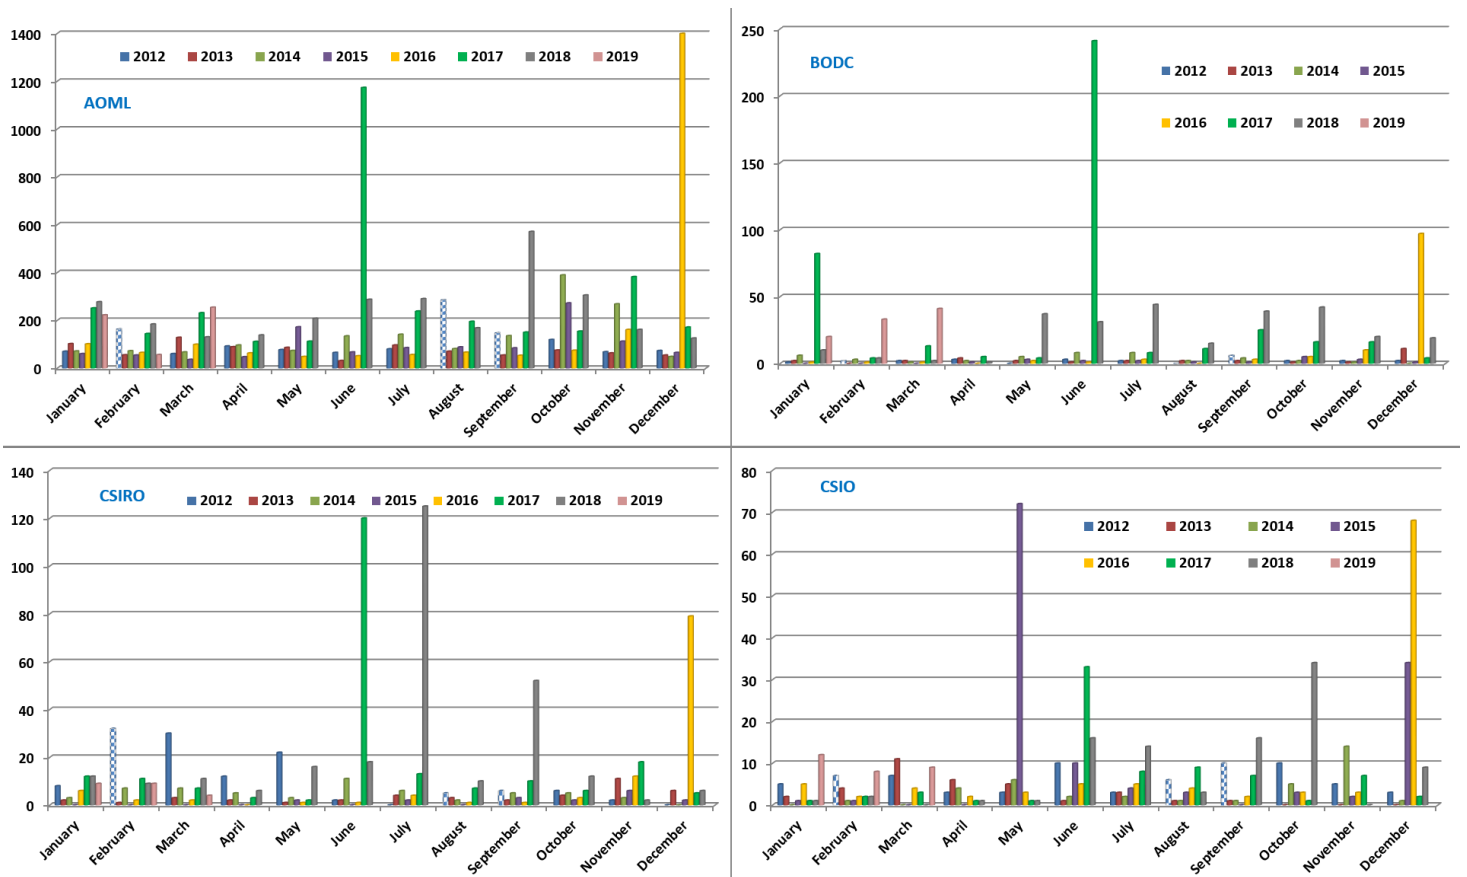 1400
2012 2013 2014 2015 2016 2017 2018 2019
1200
AOML
1000
800
600
400
200
0
January February March April May June July August September October November December
250
BODC
2012 2013 2014 2015
200
2016 2017 2018 2019
150
100
50
0
January February March April May June July August September October November December
140
CSIRO
2012 2013 2014 2015 2016 2017 2018 2019
120
100
80
60
40
20
0
January February March April May June July August September October November December
80
CSIO
70
2012 2013 2014 2015
60
2016 2017 2018 2019
50
40
30
20
10
0
January February March April May June July August September October November December